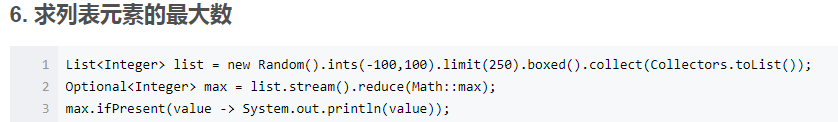 6. 求列表元素的最大数
1 List<Integer> list = new Random().ints(-100,100).limit(250).boxed().collect(Collectors.toList());
2 Optional<Integer> max = list.stream().reduce(Math::max);
3 max.ifPresent(value -> System.out.println(value));